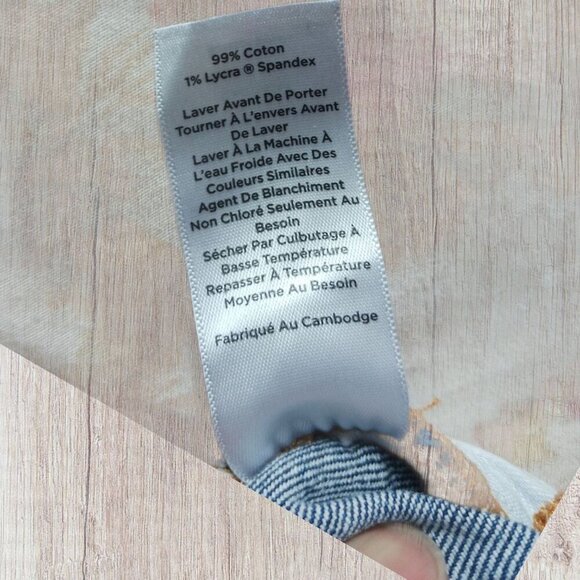 99% Coton
1% Lycra ® Spandex
Laver Avant De Porter
Tourner À L'envers Avant
De Laver
Laver À La Machine À
L'eau Froide Avec Des
Couleurs Similaires
Agent De Blanchiment
Non Chloré Seulement Au
Besoin
Sécher Par Culbutage À
Basse Température
Repasser À Température
Moyenne Au Besoin
Fabriqué Au Cambodge